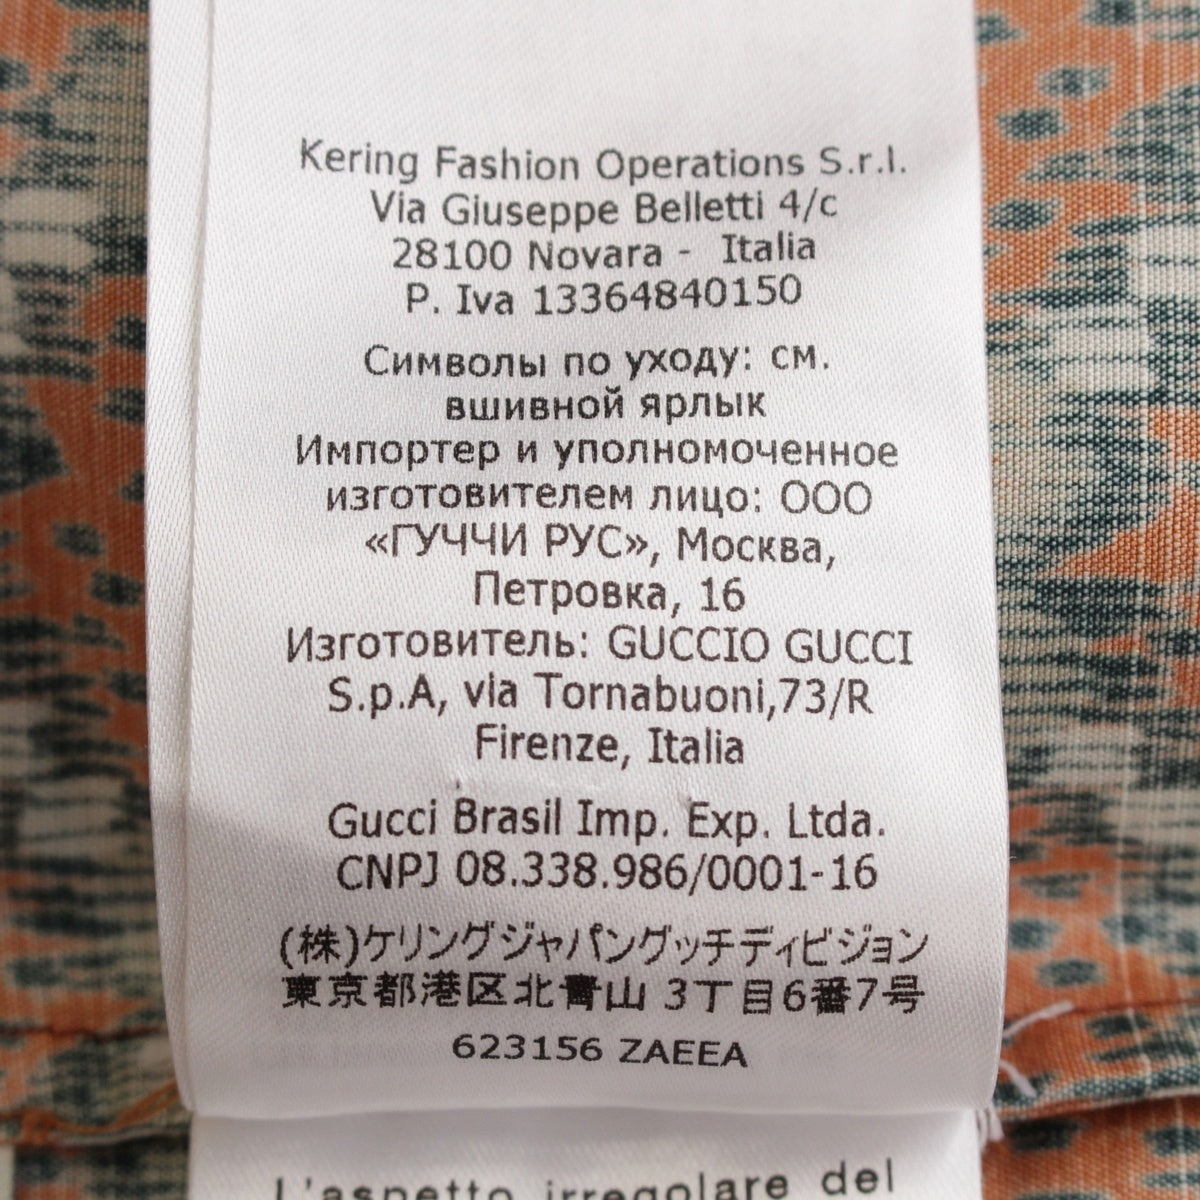 Kering Fashion Operations S.r.l.
Via Giuseppe Belletti 4/c
28100 Novara - Italia
P. Iva 13364840150
Символы по уходу: см.
вшивной ярлык
Импортер и уполномоченное
изготовителем лицо: ООО
«ГУЧЧИ РУС», Москва,
Петровка, 16
Изготовитель: GUCCIO GUCCI
S.p.A, via Tornabuoni,73/R
Firenze, Italia
Gucci Brasil Imp. Exp. Ltda.
CNPJ 08.338.986/0001-16
(株)ケリングジャパングッチディビジョン
東京都港区北青山 3丁目6番7号
623156 ZAEEA
L'aspetto irregolare del